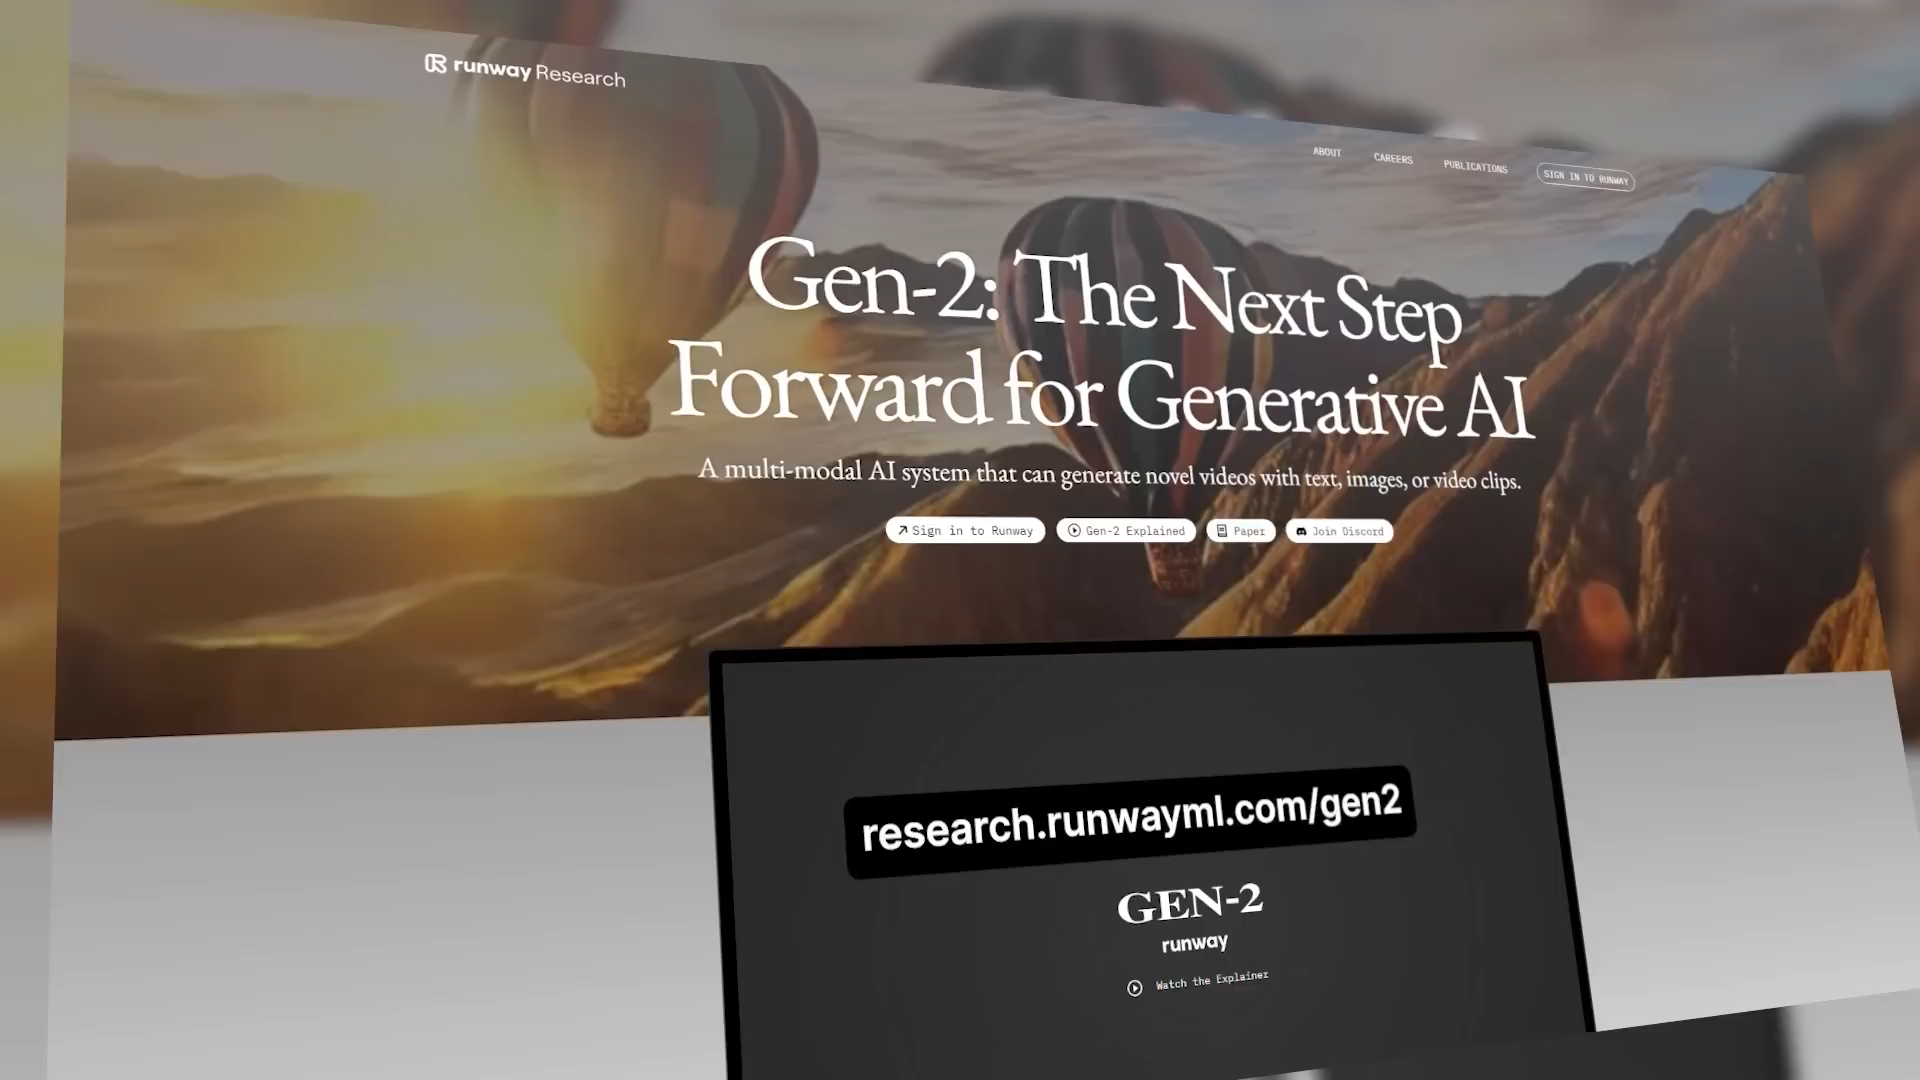 runway Research
ABOUT CAREERS PUBLICATIONS SIGN IN TO RUNWAY
Gen-2: The Next Step
Forward for Generative AI
A multi-modal AI system that can generate novel videos with text, images, or video clips.
Sign in to Runway Gen-2 Explained Paper Join Discord
research.runwayml.com/gen2
GEN-2
runway
Watch the Explainer